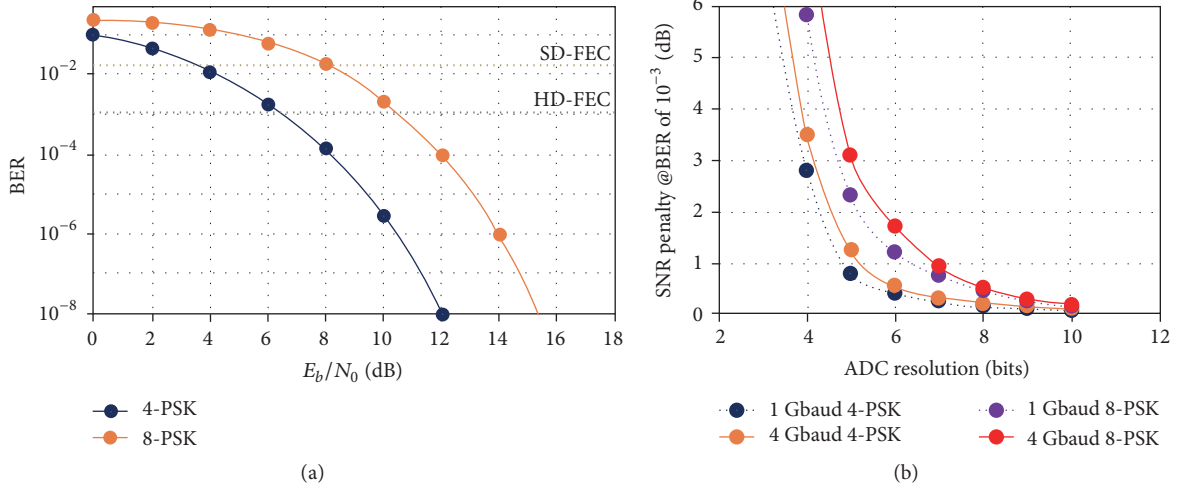 BER
10⁻²
10⁻⁴
10⁻⁶
10⁻⁸
SD-FEC
HD-FEC
0 2 4 6 8 10 12 14 16 18
E_b/N_0 (dB)
4-PSK
8-PSK
(a)
SNR penalty @BER of 10⁻³ (dB)
6
5
4
3
2
1
0
2 4 6 8 10 12
ADC resolution (bits)
1 Gbaud 4-PSK
4 Gbaud 4-PSK
1 Gbaud 8-PSK
4 Gbaud 8-PSK
(b)